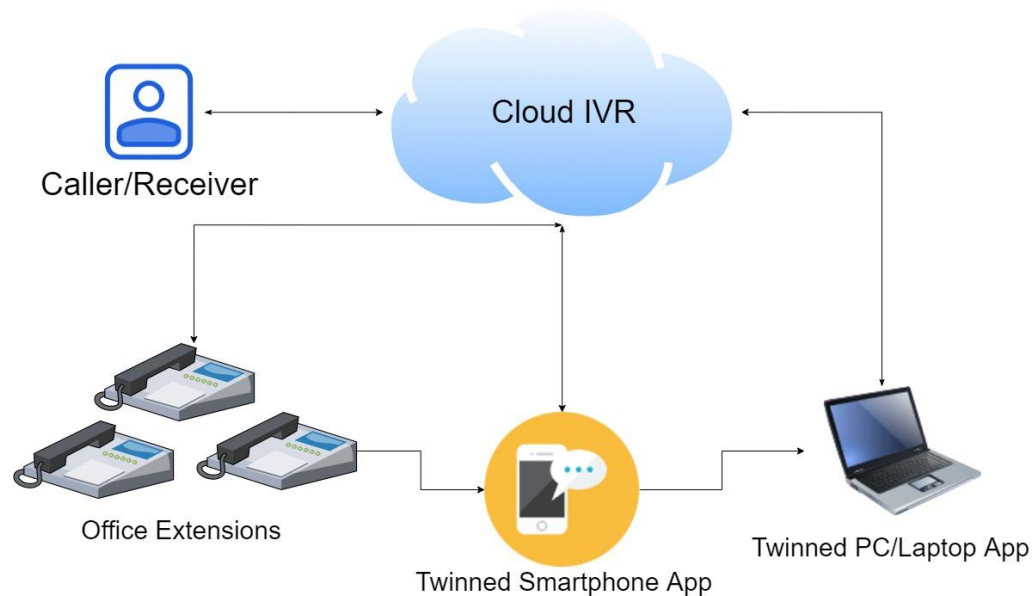 Cloud IVR
Caller/Receiver
Office Extensions
Twinned Smartphone App
Twinned PC/Laptop App